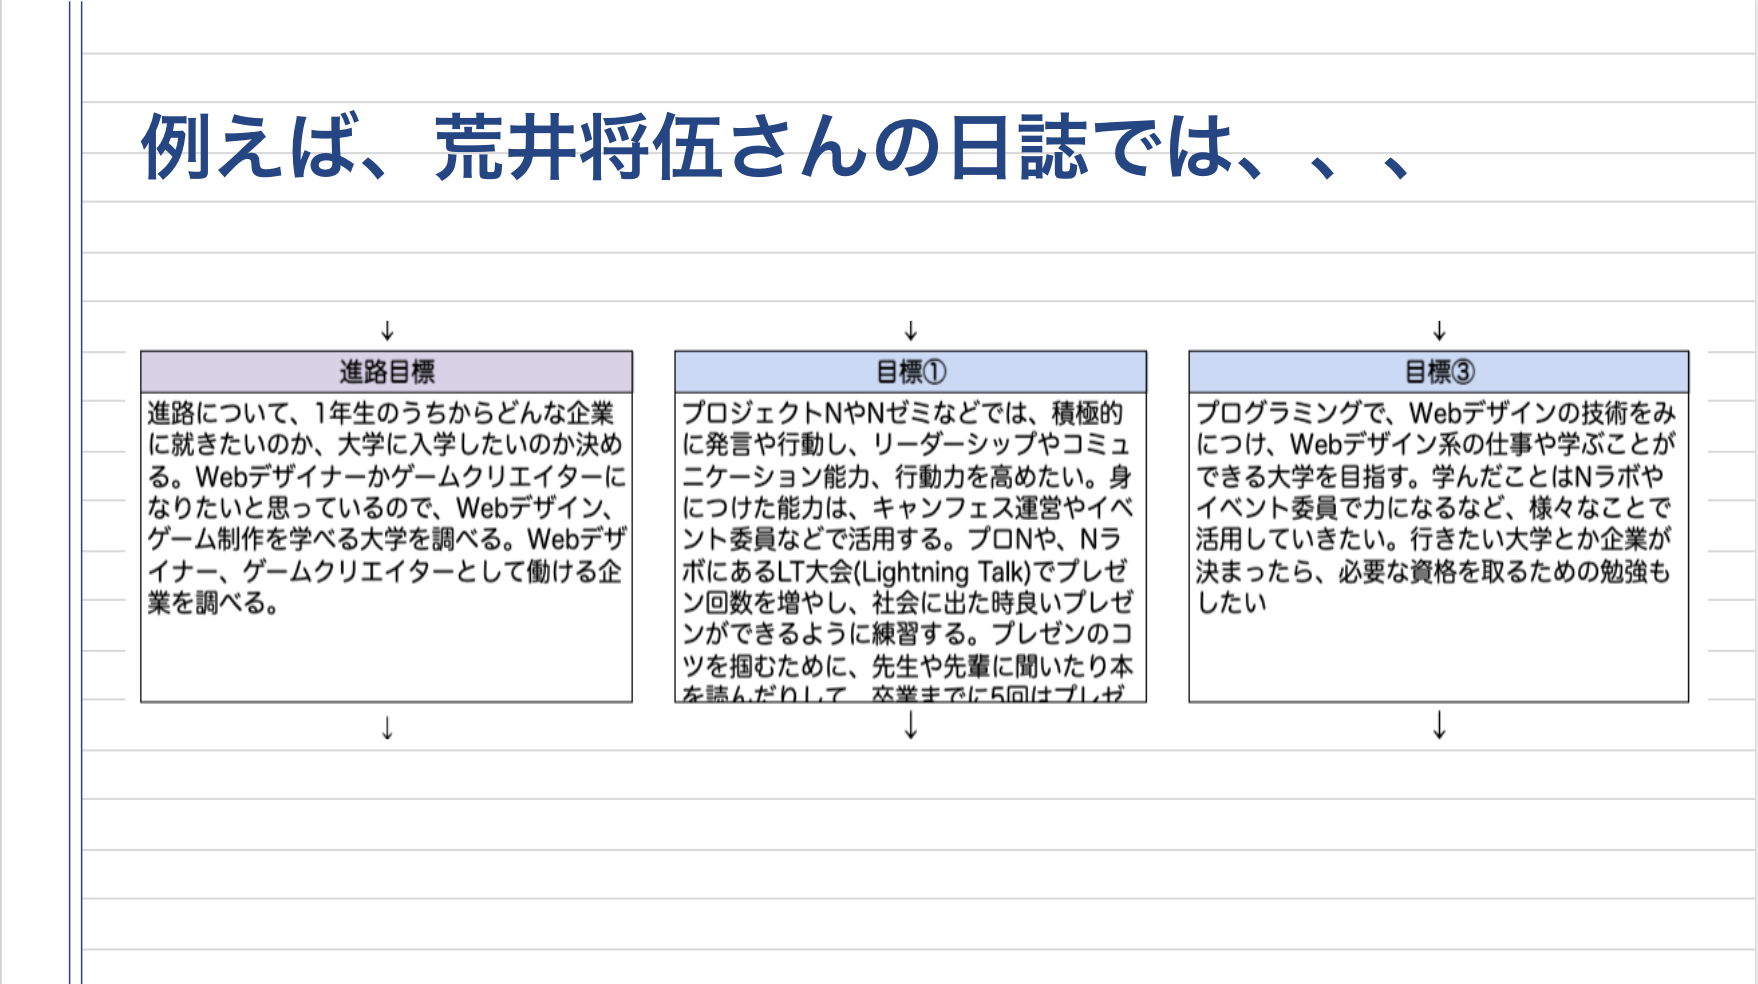 例えば、荒井将伍さんの日誌では、、、
↓
進路目標
進路について、1年生のうちからどんな企業
に就きたいのか、大学に入学したいのか決め
る。Webデザイナーかゲームクリエイターに
なりたいと思っているので、Webデザイン、
ゲーム制作を学べる大学を調べる。Webデザ
イナー、ゲームクリエイターとして働ける企
業を調べる。
↓
↓
目標①
プロジェクトNやNゼミなどでは、積極的
に発言や行動し、リーダーシップやコミュ
ニケーション能力、行動力を高めたい。身
につけた能力は、キャンフェス運営やイベ
ント委員などで活用する。プロNや、Nラ
ボにあるLT大会(Lightning Talk)でプレゼ
ン回数を増やし、社会に出た時良いプレゼ
ンができるように練習する。プレゼンのコ
ツを掴むために、先生や先輩に聞いたり本
を読んだりして、卒業までに5回はプレゼ
↓
↓
目標③
プログラミングで、Webデザインの技術をみ
につけ、Webデザイン系の仕事や学ぶことが
できる大学を目指す。学んだことはNラボや
イベント委員で力になるなど、様々なことで
活用していきたい。行きたい大学とか企業が
決まったら、必要な資格を取るための勉強も
したい
↓